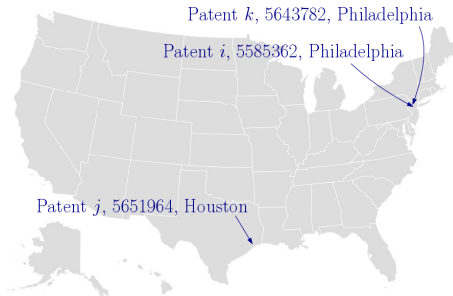 Patent k, 5643782, Philadelphia
Patent i, 5585362, Philadelphia
Patent j, 5651964, Houston